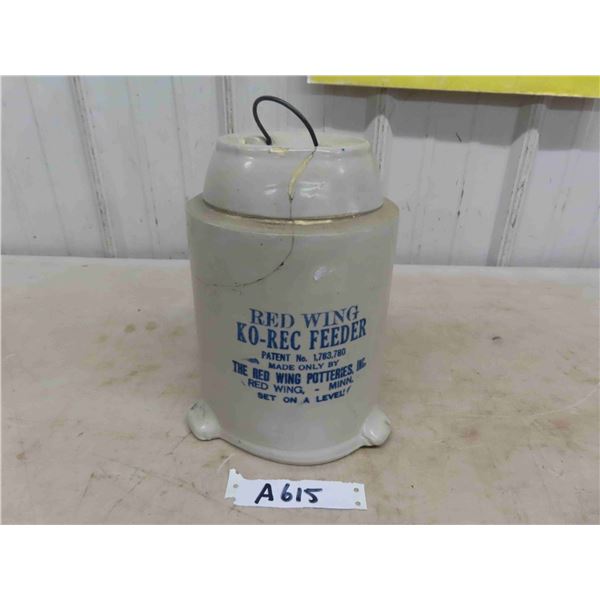 RED WING
KO-REC FEEDER
PATENT No. 1,783,780
MADE ONLY BY
THE RED WING POTTERIES, INC.
RED WING, - MINN.
SET ON A LEVEL!
A615